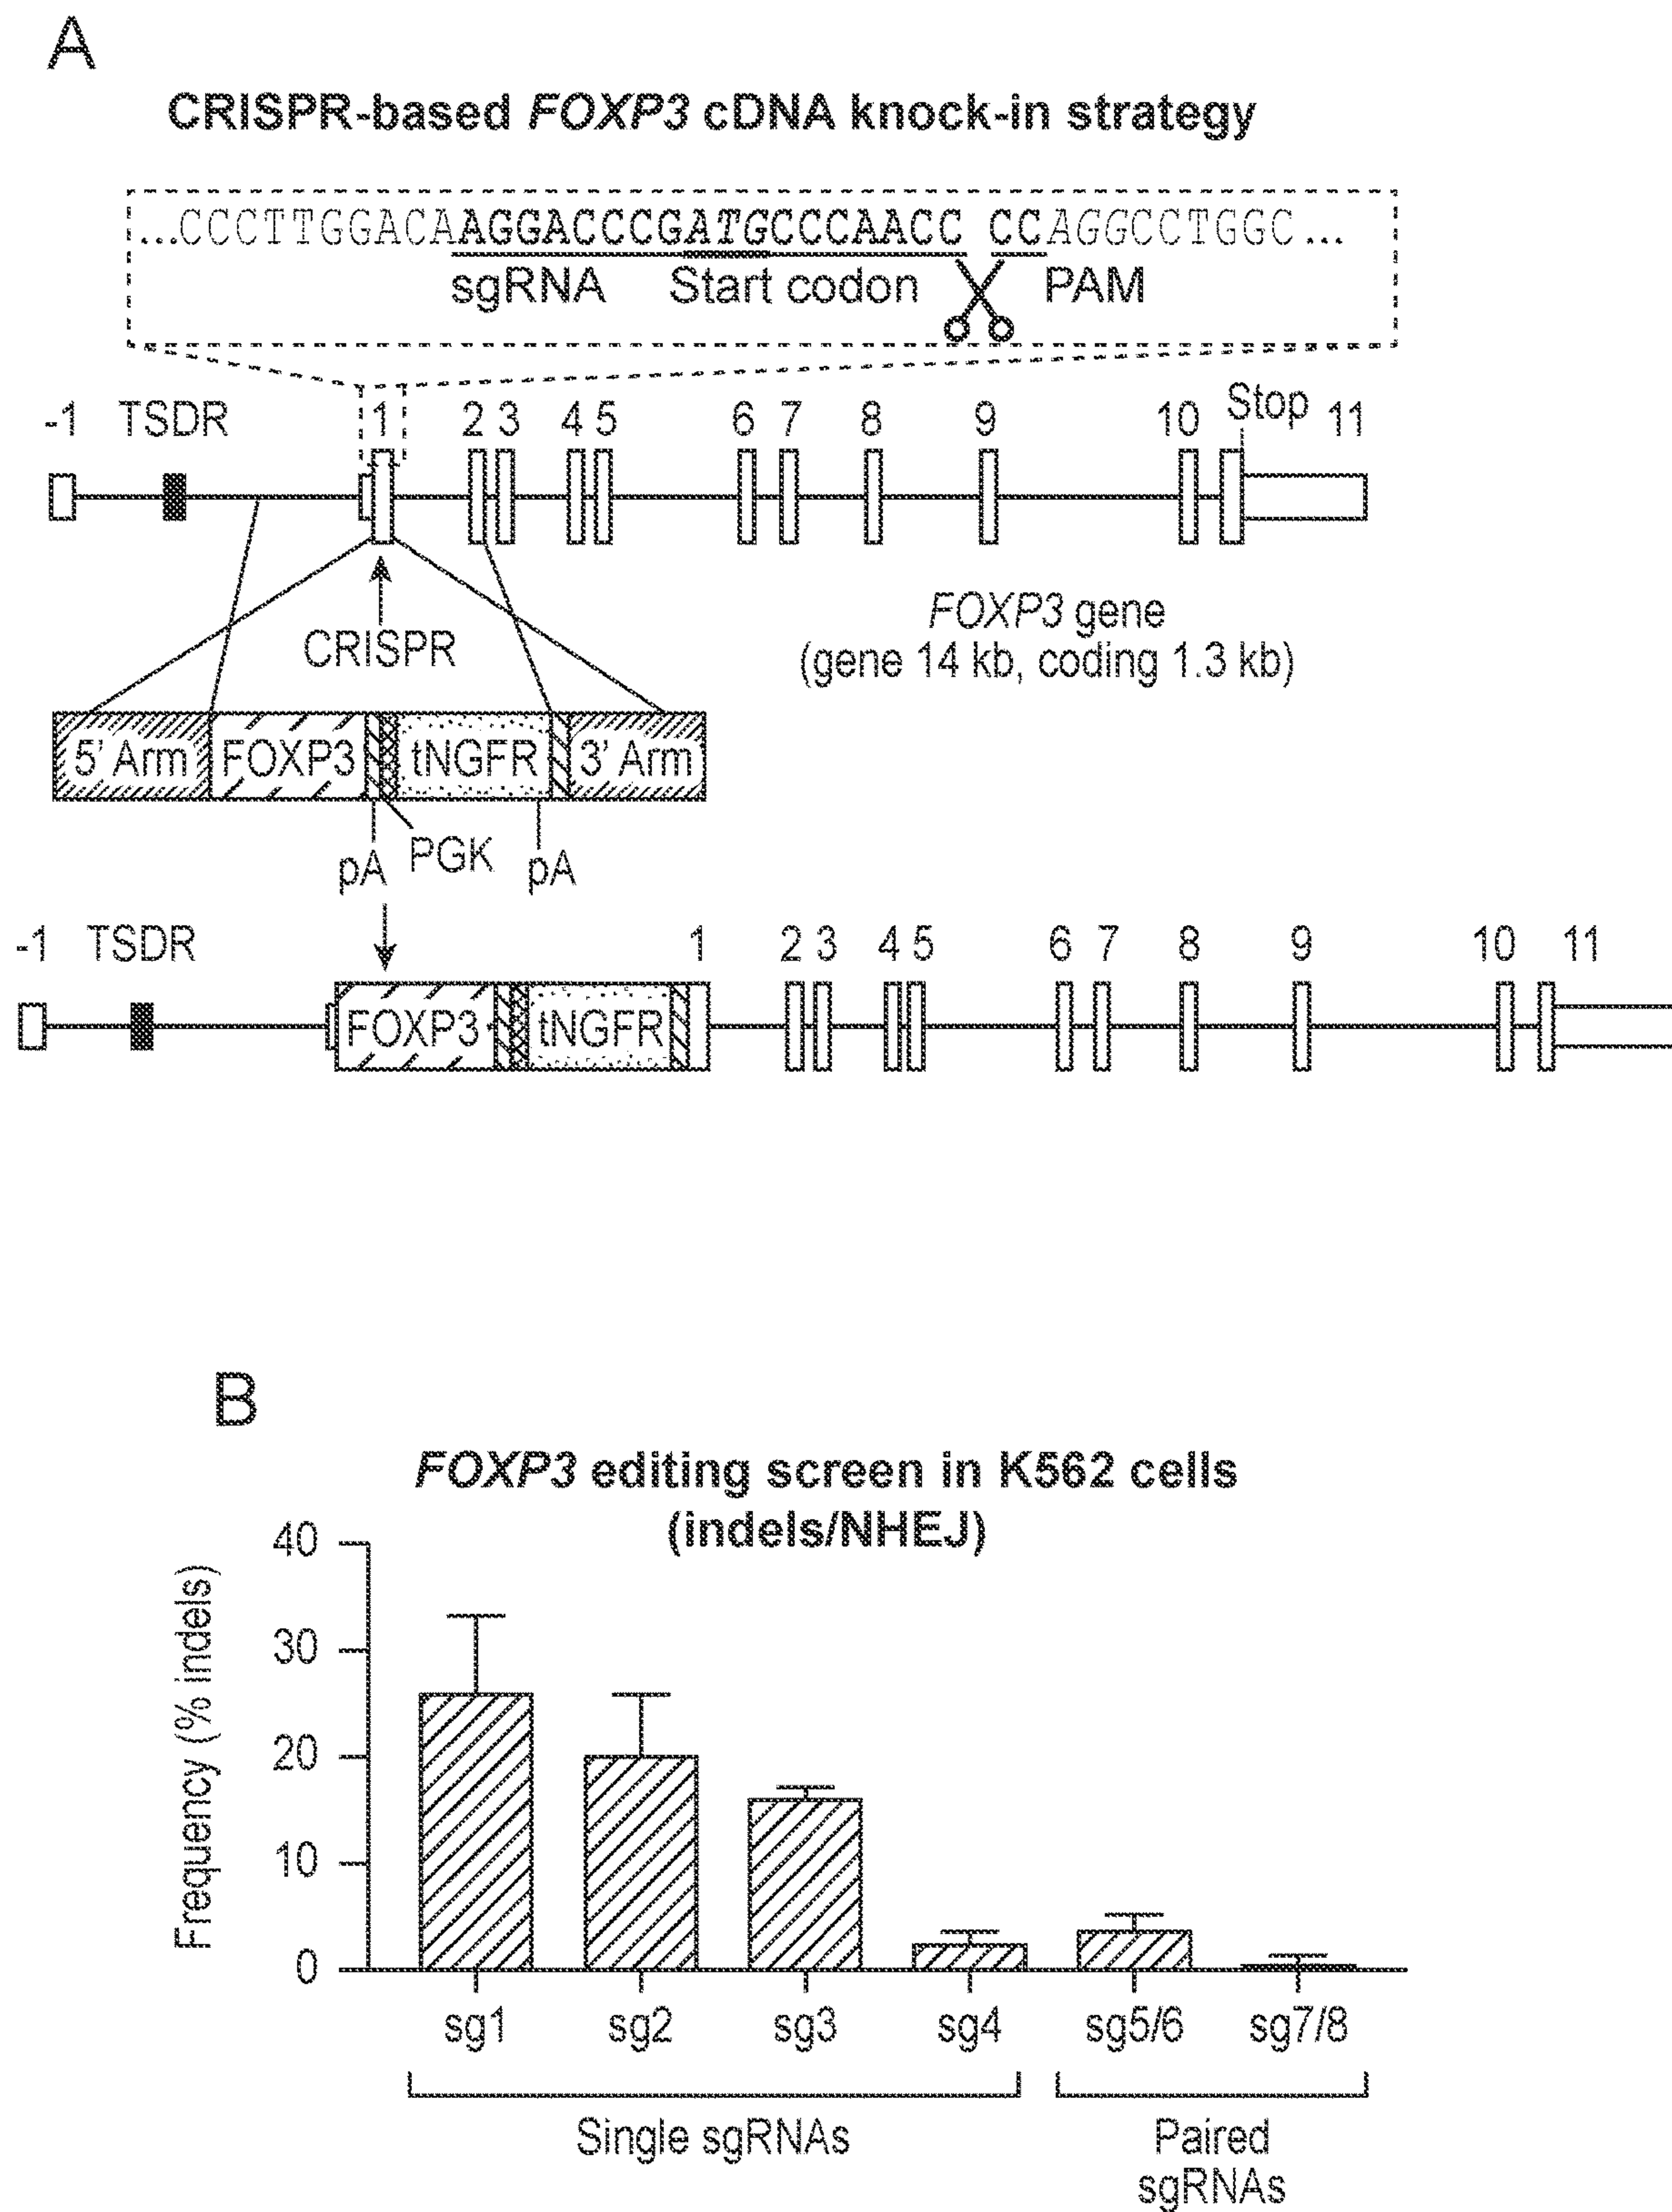 A
CRISPR-based FOXP3 cDNA knock-in strategy
...CCCTTGGACAAGGACCCGATGCCCAACC CCAGGCCTGGC...
sgRNA Start codon PAM
-1 TSDR 1 2 3 4 5 6 7 8 9 10 Stop 11
CRISPR
FOXP3 gene
(gene 14 kb, coding 1.3 kb)
5' Arm FOXP3 tNGFR 3' Arm
pA PGK pA
-1 TSDR 1 2 3 4 5 6 7 8 9 10 11
FOXP3 tNGFR
B
FOXP3 editing screen in K562 cells
(indels/NHEJ)
Frequency (% indels)
40
30
20
10
0
sg1 sg2 sg3 sg4 sg5/6 sg7/8
Single sgRNAs Paired
sgRNAs